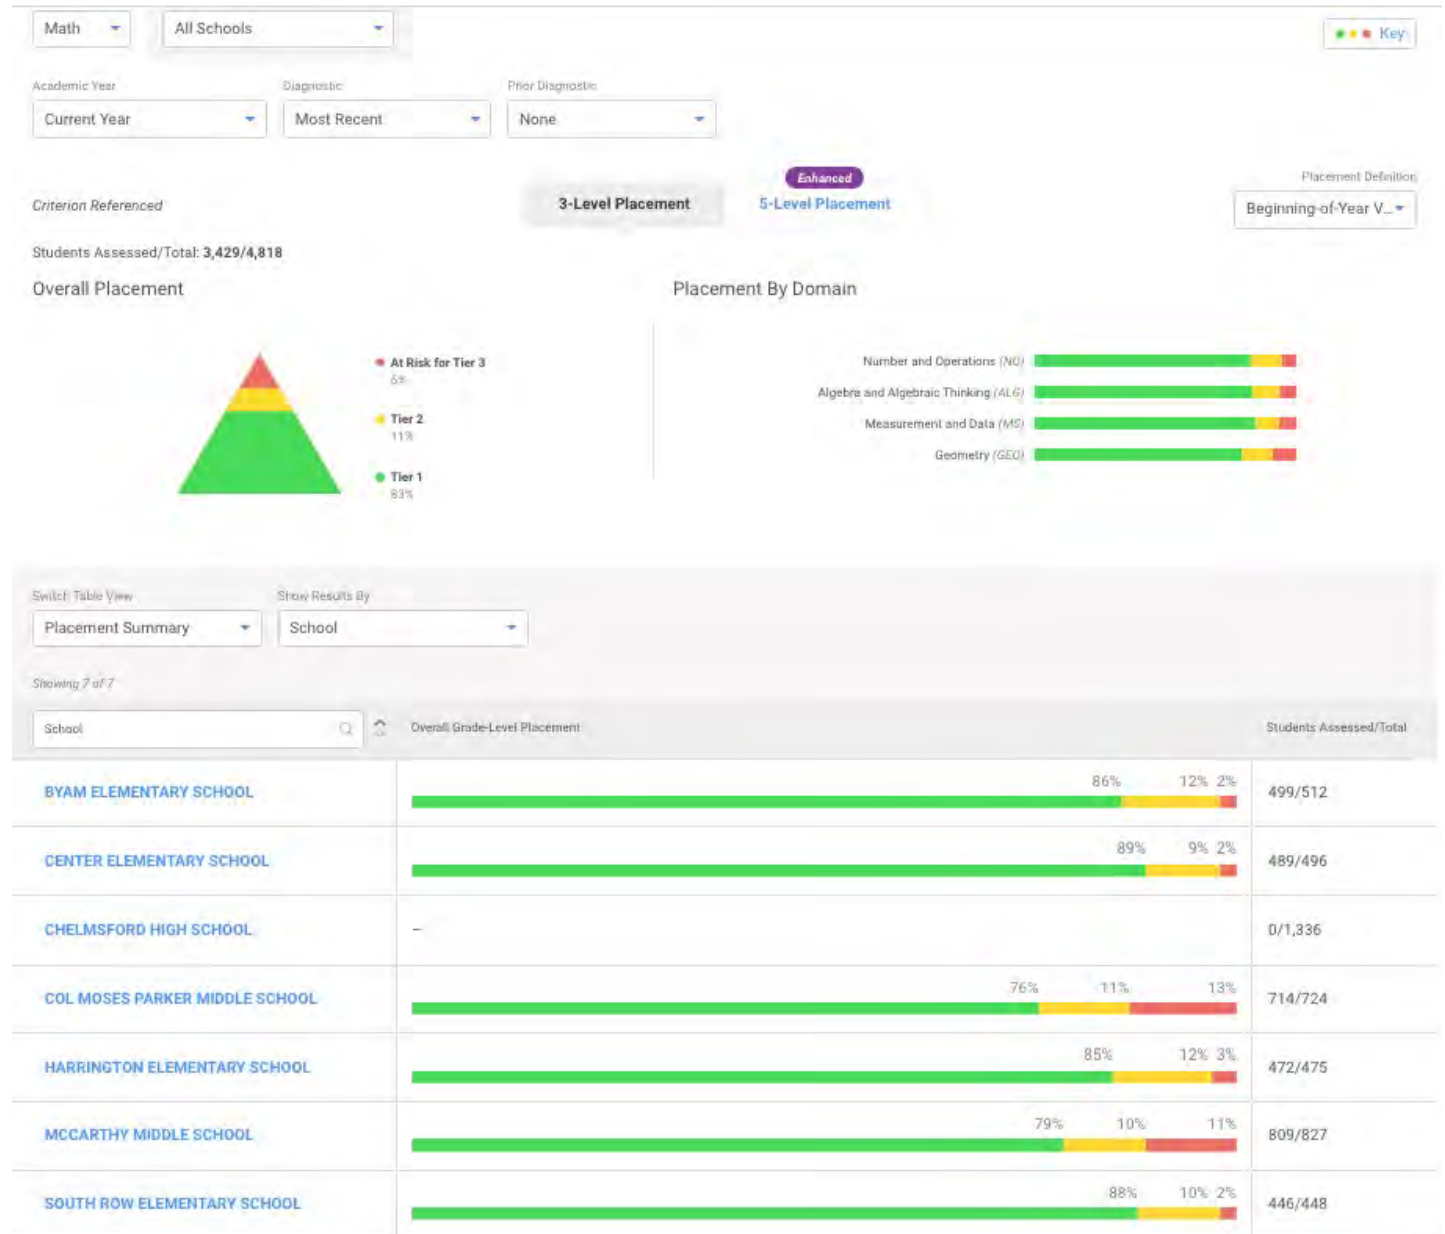 Math
All Schools
Key
Academic Year
Diagnostic
Prior Diagnostic
Current Year
Most Recent
None
Enhanced
Placement Definition
Criterion Referenced
3-Level Placement
5-Level Placement
Beginning-of-Year V...
Students Assessed/Total: 3,429/4,818
Overall Placement
Placement By Domain
At Risk for Tier 3
6%
Tier 2
11%
Tier 1
83%
Number and Operations (NO)
Algebra and Algebraic Thinking (ALG)
Measurement and Data (MS)
Geometry (GEO)
Switch Table View
Show Results By
Placement Summary
School
Showing 7 of 7
School
Overall Grade-Level Placement
Students Assessed/Total
BYAM ELEMENTARY SCHOOL
86% 12% 2%
499/512
CENTER ELEMENTARY SCHOOL
89% 9% 2%
489/496
CHELMSFORD HIGH SCHOOL
–
0/1,336
COL MOSES PARKER MIDDLE SCHOOL
76% 11% 13%
714/724
HARRINGTON ELEMENTARY SCHOOL
85% 12% 3%
472/475
MCCARTHY MIDDLE SCHOOL
79% 10% 11%
809/827
SOUTH ROW ELEMENTARY SCHOOL
88% 10% 2%
446/448